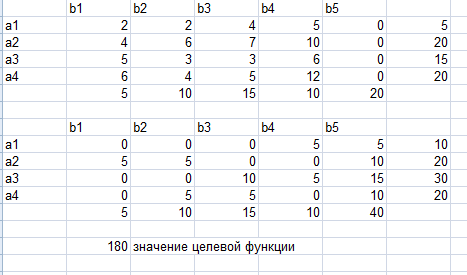 b1 b2 b3 b4 b5
a1 2 2 4 5 0 5
a2 4 6 7 10 0 20
a3 5 3 3 6 0 15
a4 6 4 5 12 0 20
5 10 15 10 20
b1 b2 b3 b4 b5
a1 0 0 0 5 5 10
a2 5 5 0 0 10 20
a3 0 0 10 5 15 30
a4 0 5 5 0 10 20
5 10 15 10 40
180 значение целевой функции